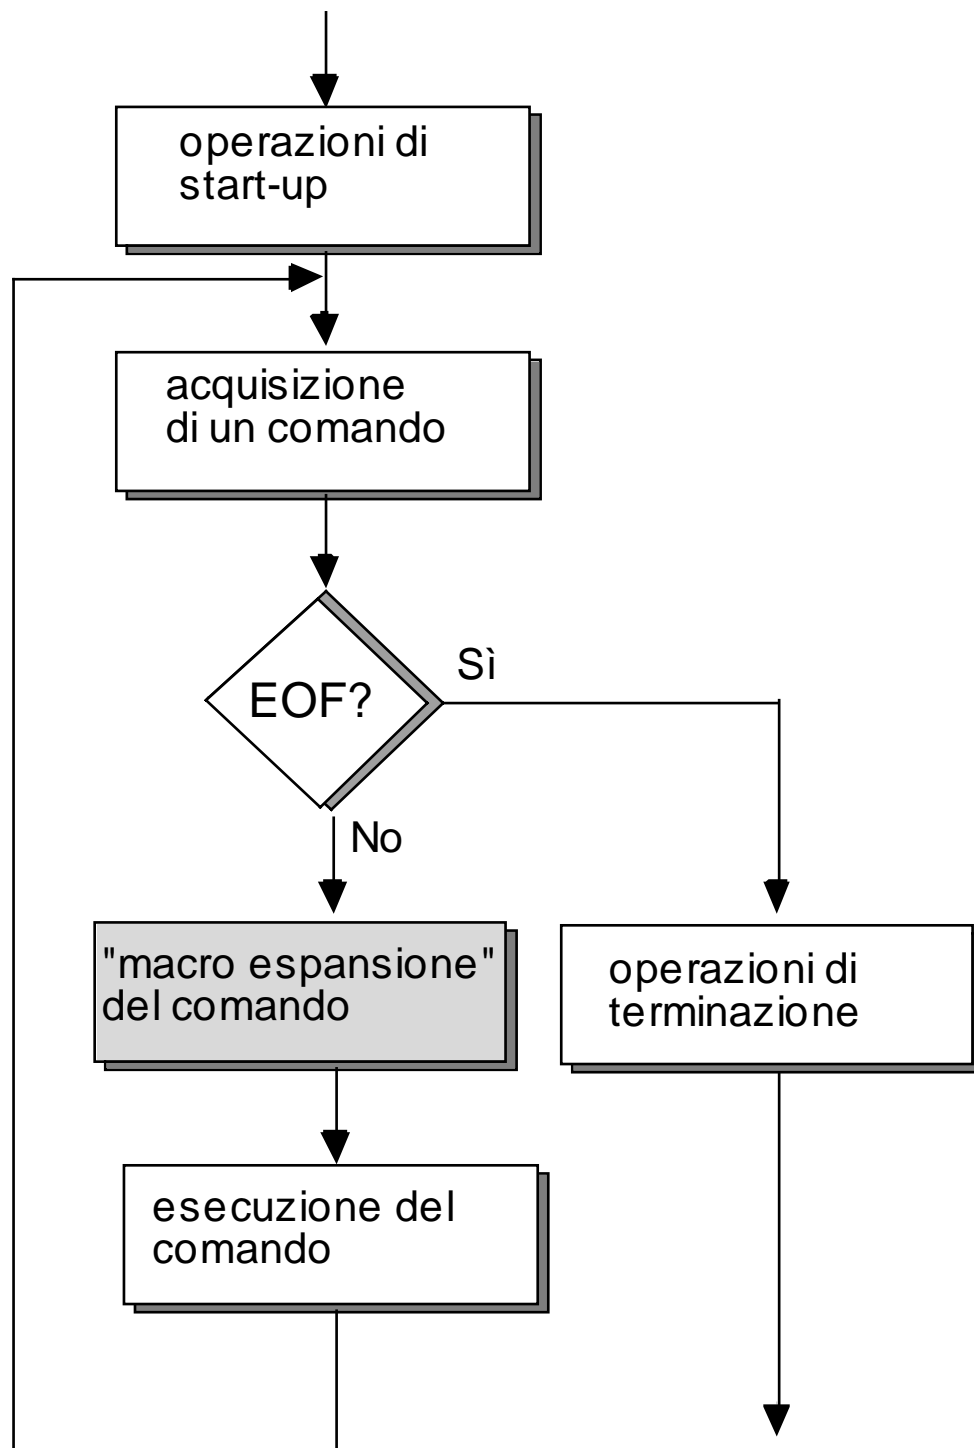 operazioni di
start-up
acquisizione
di un comando
EOF?
Sì
No
"macro espansione"
del comando
operazioni di
terminazione
esecuzione del
comando